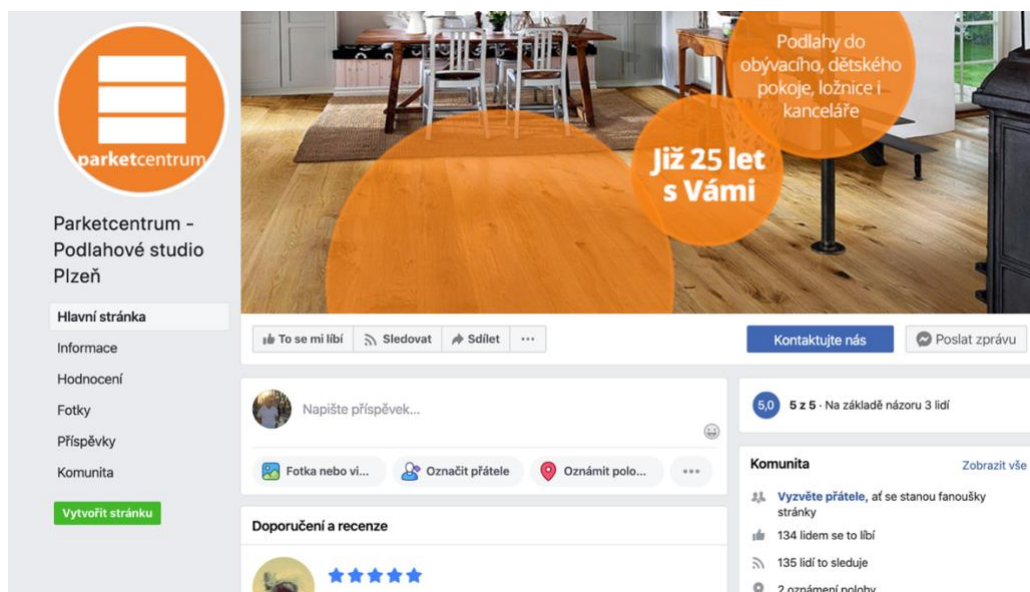 parketcentrum
Parketcentrum -
Podlahové studio
Plzeň
Hlavní stránka
Informace
Hodnocení
Fotky
Příspěvky
Komunita
Vytvořit stránku
Podlahy do
obývacího, dětského
pokoje, ložnice i
kanceláře
Již 25 let
s Vámi
To se mi líbí
Sledovat
Sdílet
Kontaktujte nás
Poslat zprávu
Napište příspěvek...
Fotka nebo vi...
Označit přátele
Oznámit polo...
Doporučení a recenze
5,0
5 z 5 · Na základě názoru 3 lidí
Komunita
Zobrazit vše
Vyzvěte přátele, ať se stanou fanoušky
stránky
134 lidem se to líbí
135 lidí to sleduje
2 oznámení polohy